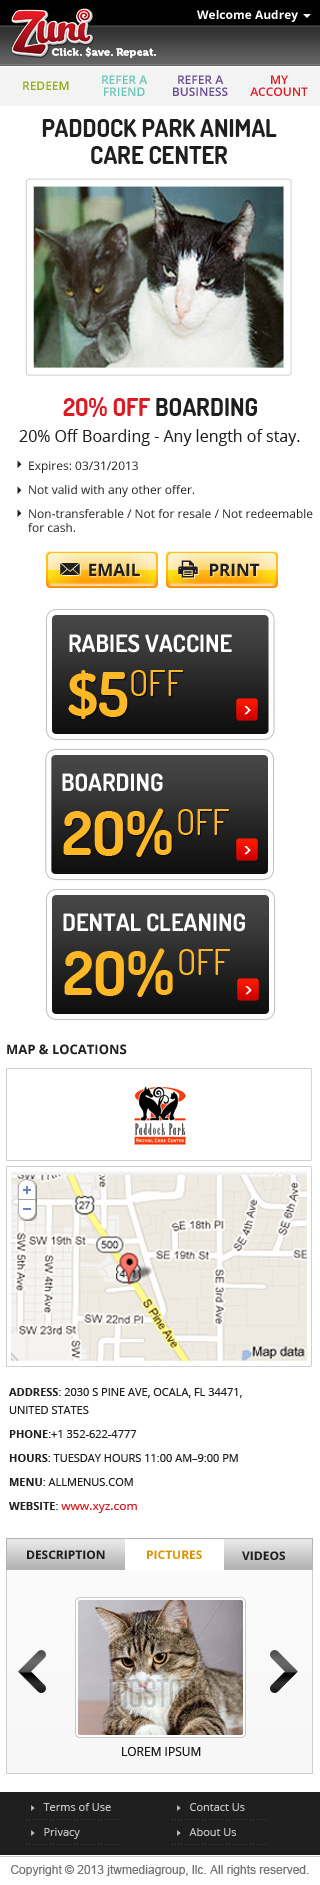 Zuni
Click. $ave. Repeat.
Welcome Audrey
REDEEM
REFER A
FRIEND
REFER A
BUSINESS
MY
ACCOUNT
PADDOCK PARK ANIMAL
CARE CENTER
20% OFF BOARDING
20% Off Boarding - Any length of stay.
Expires: 03/31/2013
Not valid with any other offer.
Non-transferable / Not for resale / Not redeemable
for cash.
EMAIL
PRINT
RABIES VACCINE
$5 OFF
BOARDING
20% OFF
DENTAL CLEANING
20% OFF
MAP & LOCATIONS
Paddock Park
ANIMAL CARE CENTER
SW 17th
27
SE 18th Pl
SW 19th St
500
SE 19th St
SW 5th Ave
SW 4th Ave
SE 3rd Ave
SE 4th Ave
SE 6th Ave
SW 22nd Pl
SW 23rd St
S Pine Ave
Map data
ADDRESS: 2030 S PINE AVE, OCALA, FL 34471,
UNITED STATES
PHONE:+1 352-622-4777
HOURS: TUESDAY HOURS 11:00 AM–9:00 PM
MENU: ALLMENUS.COM
WEBSITE: www.xyz.com
DESCRIPTION
PICTURES
VIDEOS
BIGSTOCK
LOREM IPSUM
Terms of Use
Contact Us
Privacy
About Us
Copyright © 2013 jtwmediagroup, llc. All rights reserved.